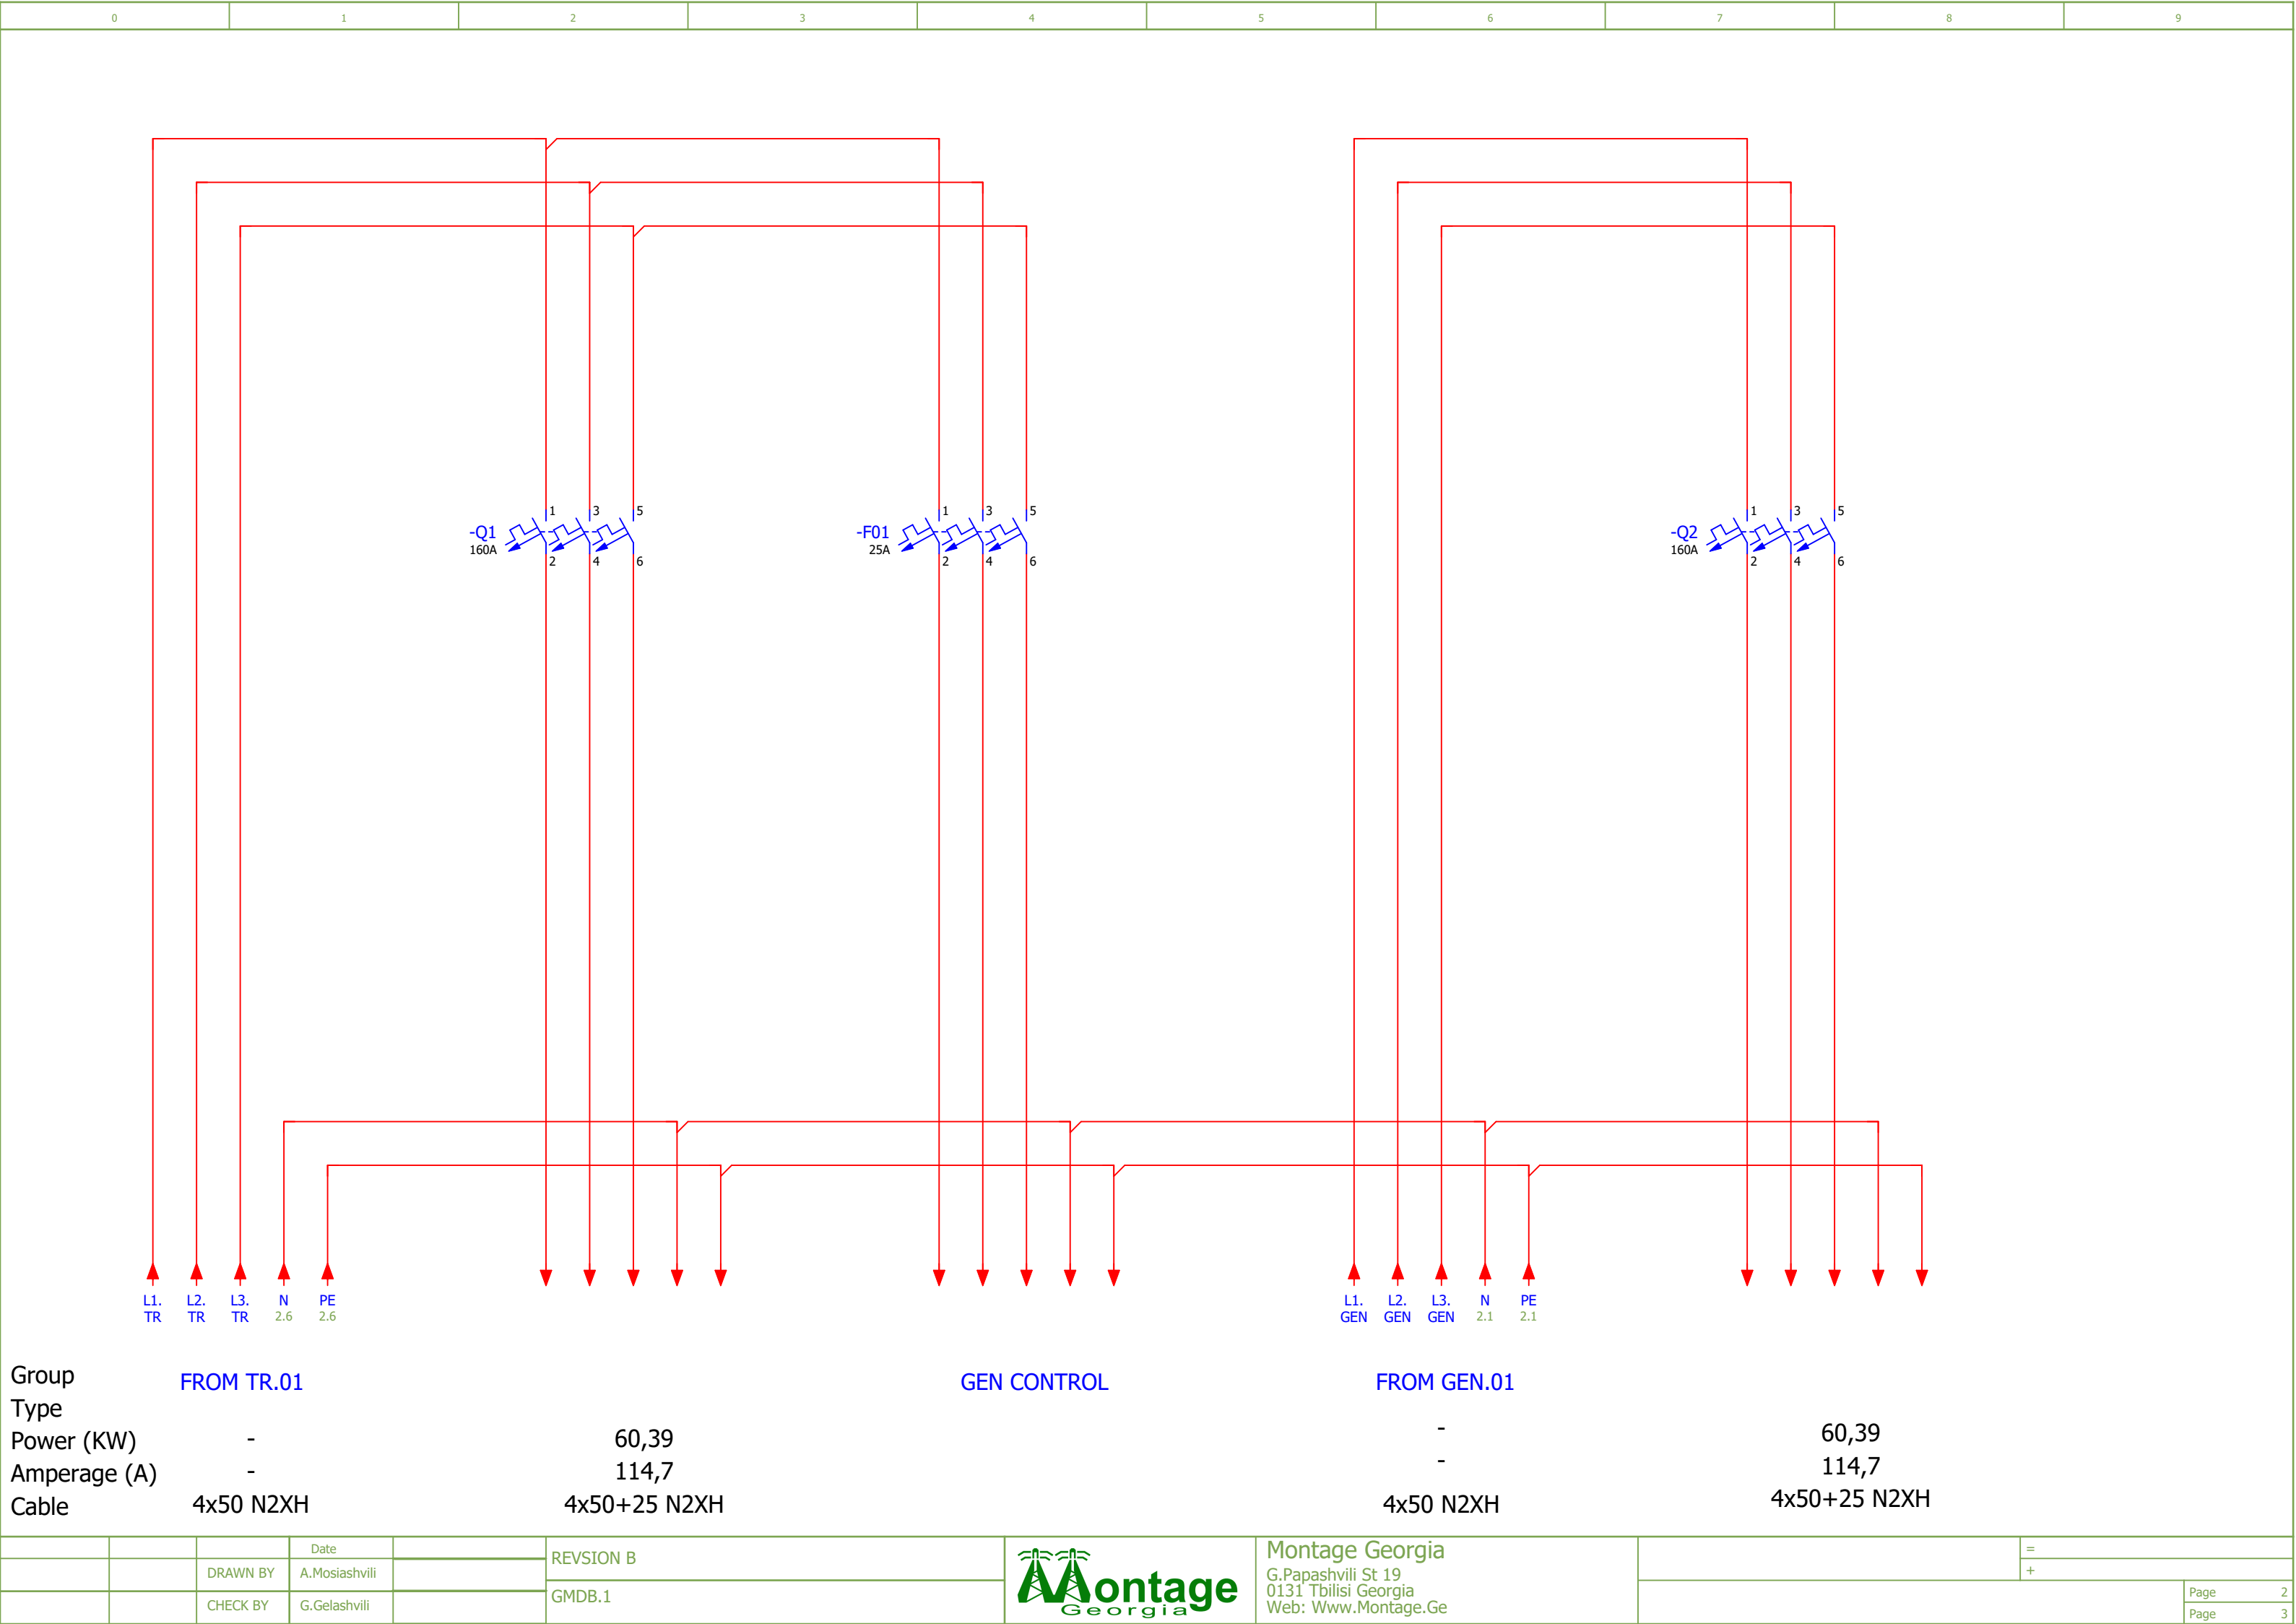 0 1 2 3 4 5 6 7 8 9
1 3 5 1 3 5 1 3 5
-Q1 -F01 -Q2
160A 25A 160A
2 4 6 2 4 6 2 4 6
L1. L2. L3. N PE L1. L2. L3. N PE
TR TR TR 2.6 2.6 GEN GEN GEN 2.1 2.1
Group FROM TR.01 GEN CONTROL FROM GEN.01
Type
Power (KW) - 60,39 - 60,39
Amperage (A) - 114,7 - 114,7
Cable 4x50 N2XH 4x50+25 N2XH 4x50 N2XH 4x50+25 N2XH
Date
DRAWN BY A.Mosiashvili
CHECK BY G.Gelashvili
REVSION B
GMDB.1
Montage
Georgia
Montage Georgia
G.Papashvili St 19
0131 Tbilisi Georgia
Web: Www.Montage.Ge
=
+
Page 2
Page 3